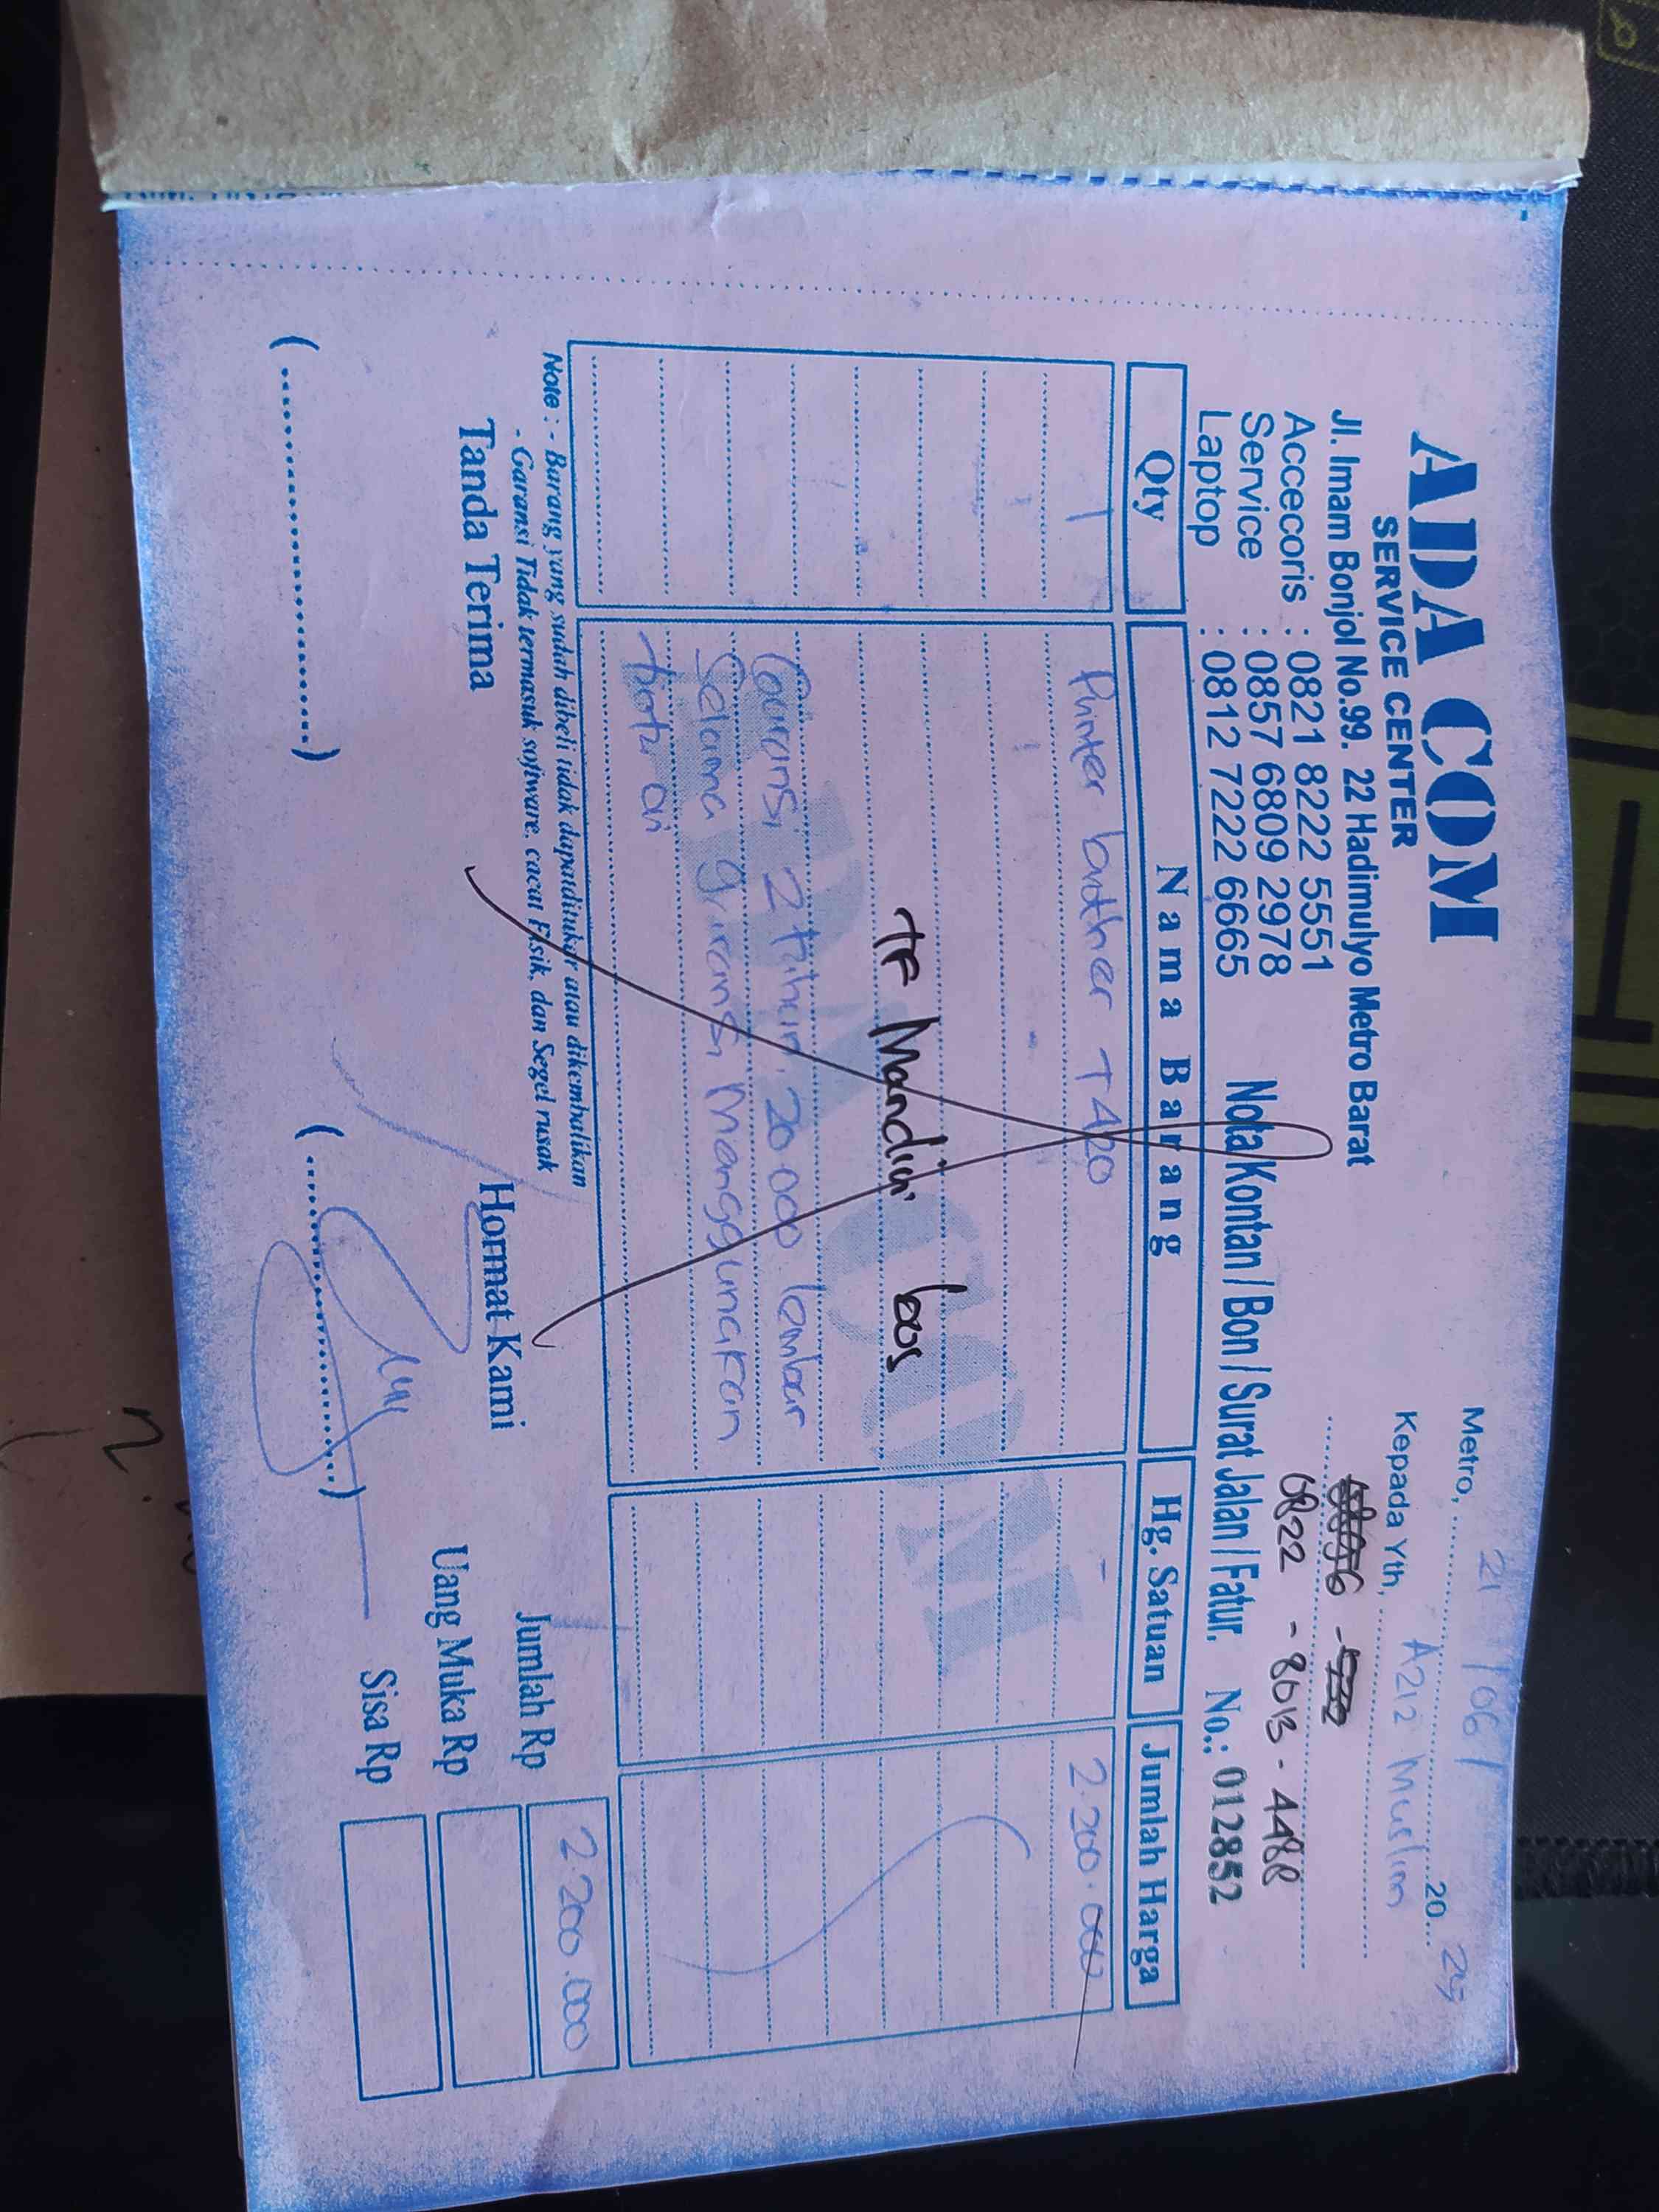 ADA COM
SERVICE CENTER
Jl. Imam Bonjol No.99. 22 Hadimulyo Metro Barat
Accecoris : 0821 8222 5551
Service : 0857 6809 2978
Laptop : 0812 7222 6665
Metro, 21/06/ 20 25
Kepada Yth, Aziz Muslim
0822 - 8013 - 4488
Nota Kontan / Bon / Surat Jalan / Fatur. No.: 012852
Qty Nama Barang Hg. Satuan Jumlah Harga
1 Printer brother T420 - 2.200.000
TF Mandiri bos
Garansi 2 tahun, 20.000 lembar
Selama garansi Menggunakan
tinta ori
Note : - Barang yang sudah dibeli tidak dapat ditukar atau dikembalikan
- Garansi Tidak termasuk software, cacat Fisik, dan Segel rusak
Tanda Terima Hormat Kami
Jumlah Rp 2.200.000
Uang Muka Rp
Sisa Rp
(....................) (....................)